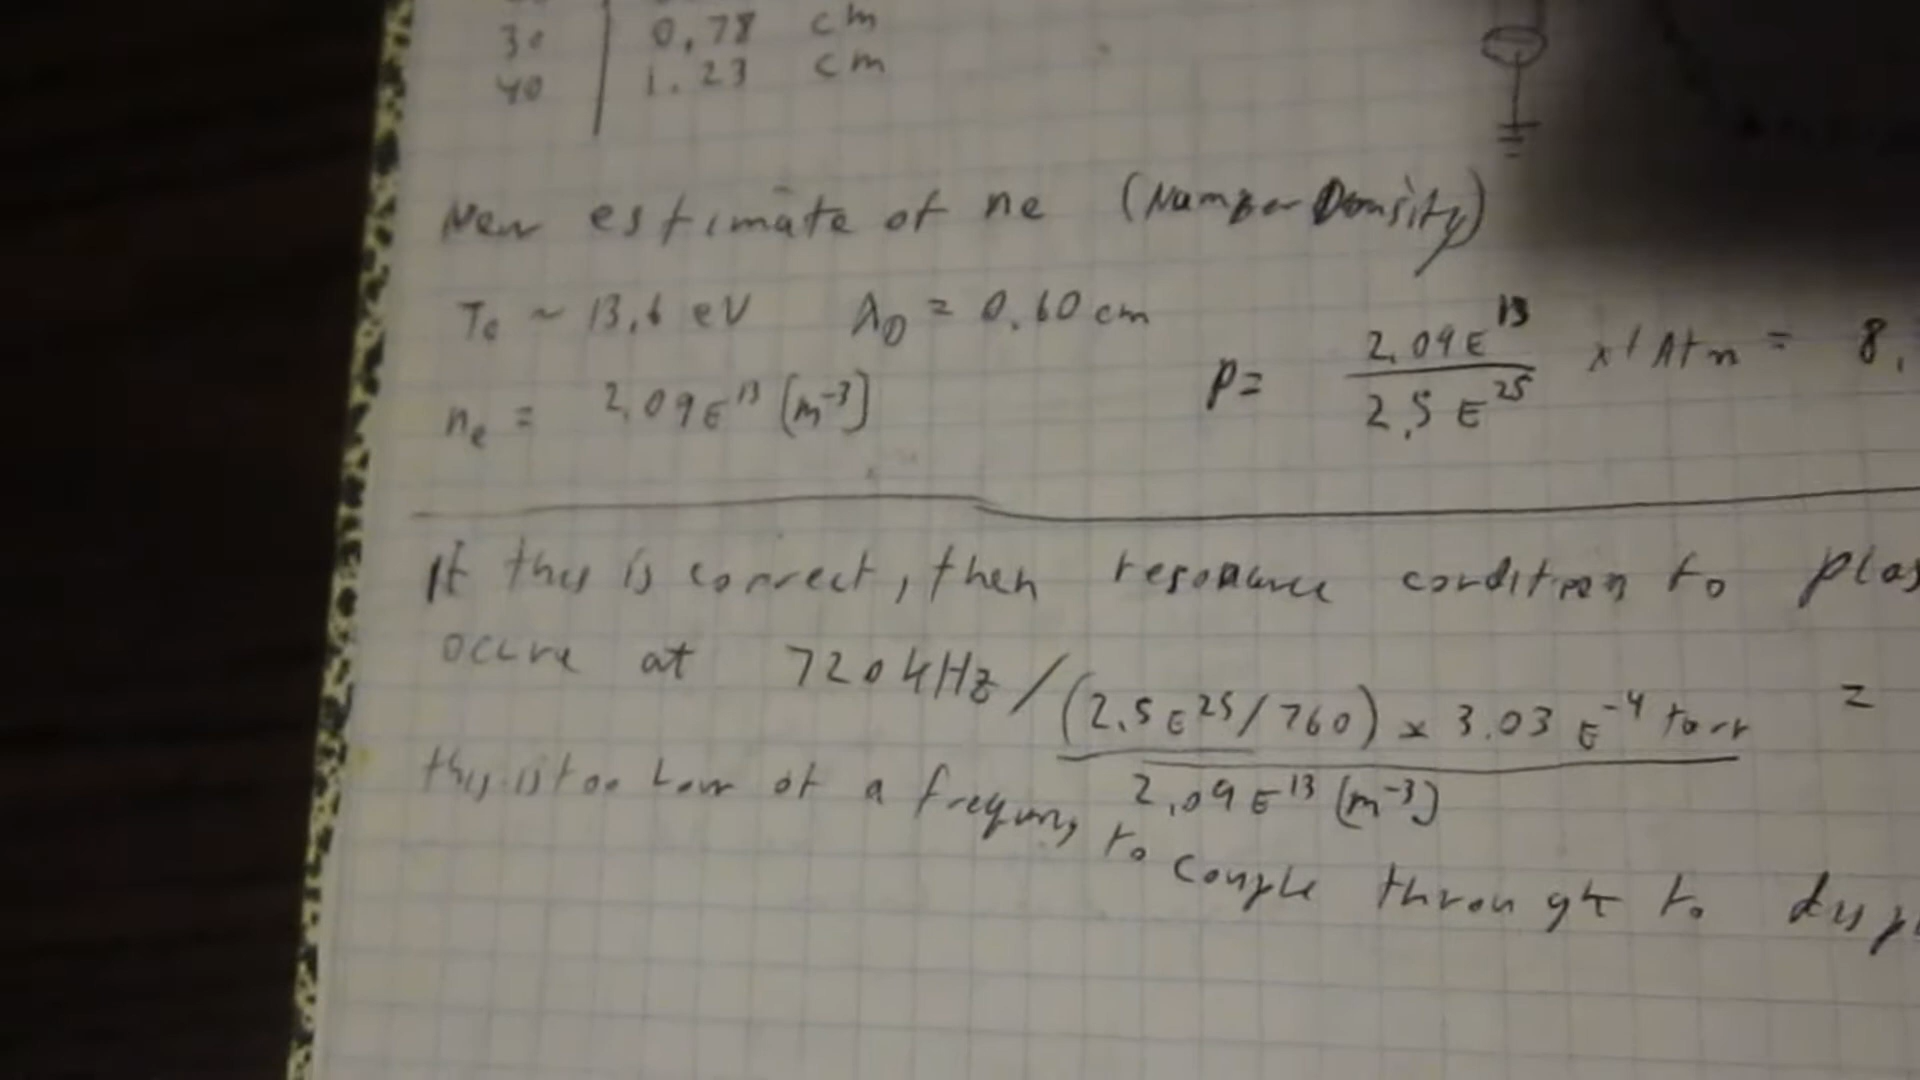 30 0.78 cm
40 1.23 cm
New estimate of ne (Number Density)
Te ~ 13.6 eV λD = 0.60 cm
ne = 2.09E13 (m-3)
P = 2.09E13 / 2.5E25 x 1 Atm = 8.
If this is correct, then resonance condition to plas
occure at 720 kHz / (2.5E25/760) x 3.03E-4 torr =
2.09E13 (m-3)
this is too low of a frequency to couple throught to